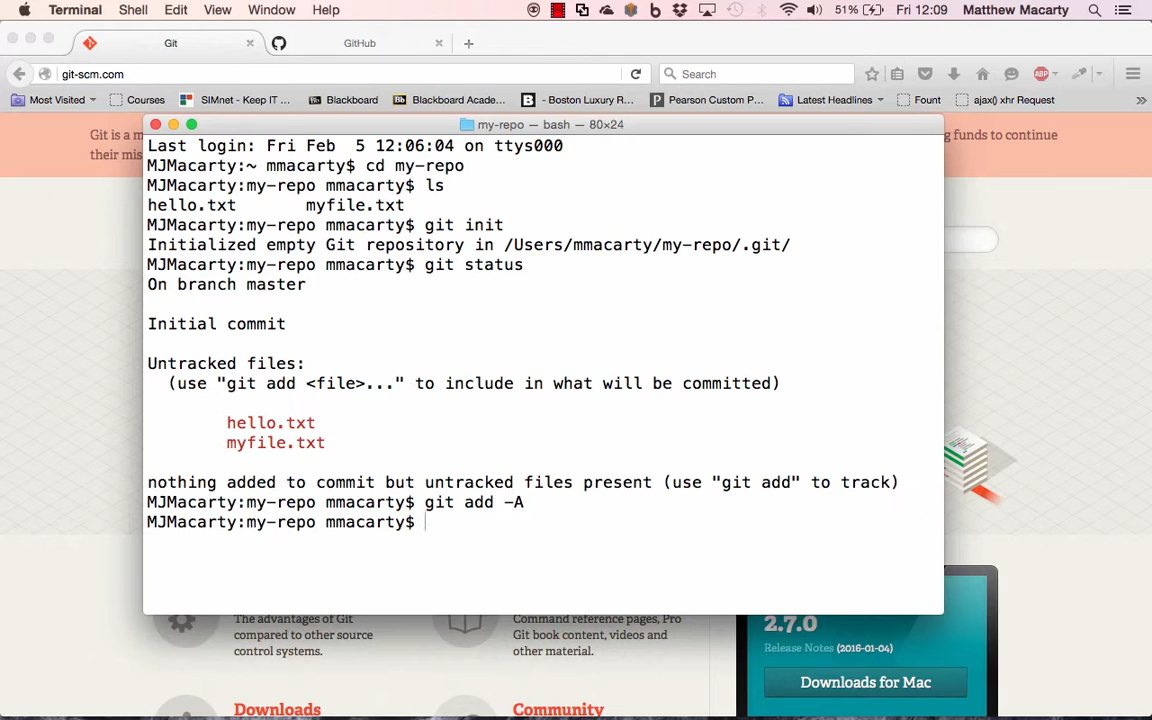 Terminal Shell Edit View Window Help 51% Fri 12:09 Matthew Macarty
Git GitHub
git-scm.com Search
Most Visited Courses SIMnet - Keep IT ... Blackboard Blackboard Acade... - Boston Luxury R... Pearson Custom P... Latest Headlines Fount ajax() xhr Request
Git is a m
ng funds to continue
their mis
my-repo — bash — 80×24
Last login: Fri Feb  5 12:06:04 on ttys000
MJMacarty:~ mmacarty$ cd my-repo
MJMacarty:my-repo mmacarty$ ls
hello.txt       myfile.txt
MJMacarty:my-repo mmacarty$ git init
Initialized empty Git repository in /Users/mmacarty/my-repo/.git/
MJMacarty:my-repo mmacarty$ git status
On branch master
Initial commit
Untracked files:
  (use "git add <file>..." to include in what will be committed)
        hello.txt
        myfile.txt
nothing added to commit but untracked files present (use "git add" to track)
MJMacarty:my-repo mmacarty$ git add -A
MJMacarty:my-repo mmacarty$
The advantages of Git
compared to other source
control systems.
Command reference pages, Pro
Git book content, videos and
other material.
2.7.0
Release Notes (2016-01-04)
Downloads for Mac
Downloads
Community